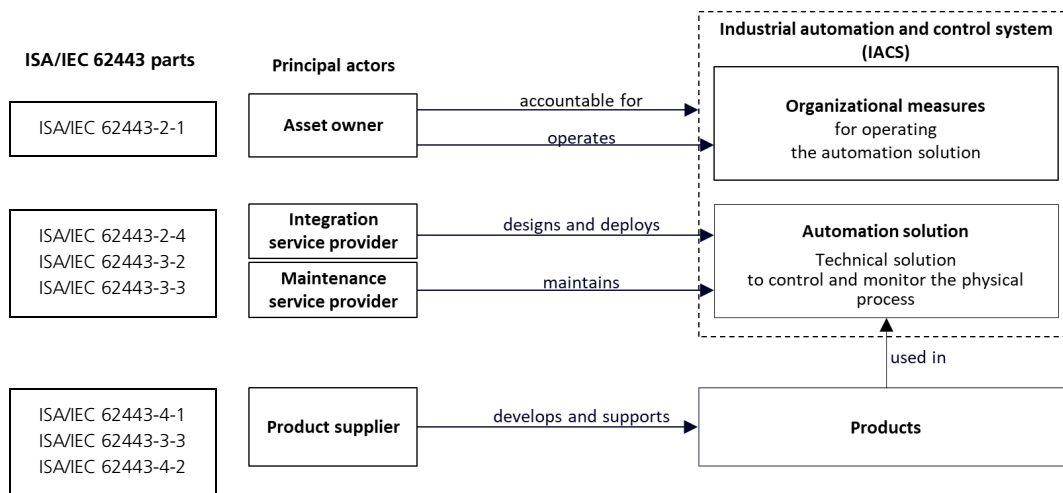 Industrial automation and control system
(IACS)
ISA/IEC 62443 parts
Principal actors
ISA/IEC 62443-2-1
Asset owner
accountable for
operates
Organizational measures
for operating
the automation solution
ISA/IEC 62443-2-4
ISA/IEC 62443-3-2
ISA/IEC 62443-3-3
Integration
service provider
designs and deploys
Maintenance
service provider
maintains
Automation solution
Technical solution
to control and monitor the physical
process
used in
ISA/IEC 62443-4-1
ISA/IEC 62443-3-3
ISA/IEC 62443-4-2
Product supplier
develops and supports
Products